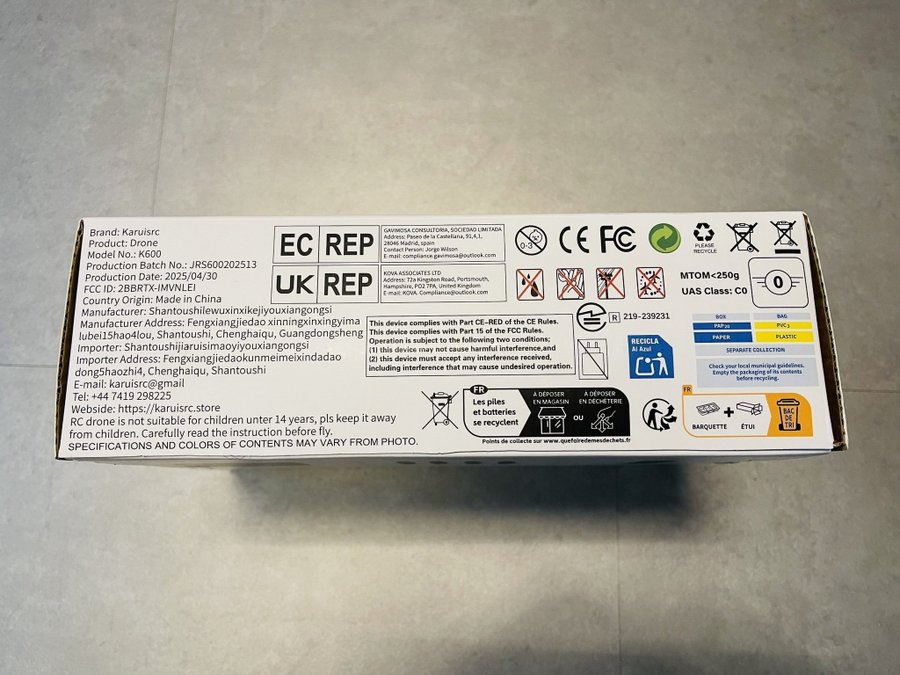 Brand: Karuisrc
Product: Drone
Model No.: K600
Production Batch No.: JRS600202513
Production Date: 2025/04/30
FCC ID: 2BBRTX-IMVNLEI
Country Origin: Made in China
Manufacturer: Shantoushilewuxinxikejiyouxiangongsi
Manufacturer Address: Fengxiangjiedao xinningxinxingyima
lubei15hao4lou, Shantoushi, Chenghaiqu, Guangdongsheng
Importer: Shantoushijiaruisimaoyiyouxiangongsi
Importer Address: Fengxiangjiedaokunmeimeixindadao
dong5haozhi4, Chenghaiqu, Shantoushi
E-mail: karuisrc@gmail
Tel: +44 7419 298225
Webside: https://karuisrc.store
RC drone is not suitable for children unter 14 years, pls keep it away
from children. Carefully read the instruction before fly.
SPECIFICATIONS AND COLORS OF CONTENTS MAY VARY FROM PHOTO.
EC REP
GAVIMOSA CONSULTORIA, SOCIEDAD LIMITADA
Address: Paseo de la Castellana, 91,4,1,
28046 Madrid, spain
Contact Person: Jorge Wilson
E-mail: compliance.gavimosa@outlook.com
UK REP
KOVA ASSOCIATES LTD
Address: 72a Kingsdon Road, Portsmouth,
Hampshire, PO2 7PA, United Kingdom
E-mail: KOVA. Compliance@outlook.com
0-3
CE FC
PLEASE
RECYCLE
MTOM<250g
UAS Class: C0
0
R 219-239231
This device complies with Part CE-RED of the CE Rules.
This device complies with Part 15 of the FCC Rules.
Operation is subject to the following two conditions;
(1) this device may not cause harmful interference,and
(2) this device must accept any interference received,
including interference that may cause undesired operation.
RECICLA
Al Azul
BOX BAG
PAP20 PVC3
PAPER PLASTIC
SEPARATE COLLECTION
Check your local municipal guidelines.
Empty the packaging of its contents
before recycling.
FR
Les piles
et batteries
se recyclent
À DÉPOSER
EN MAGASIN
OU
À DÉPOSER
EN DÉCHÈTERIE
Points de collecte sur www.quefairedemesdechets.fr
FR
BARQUETTE + ÉTUI
BAC
DE
TRI